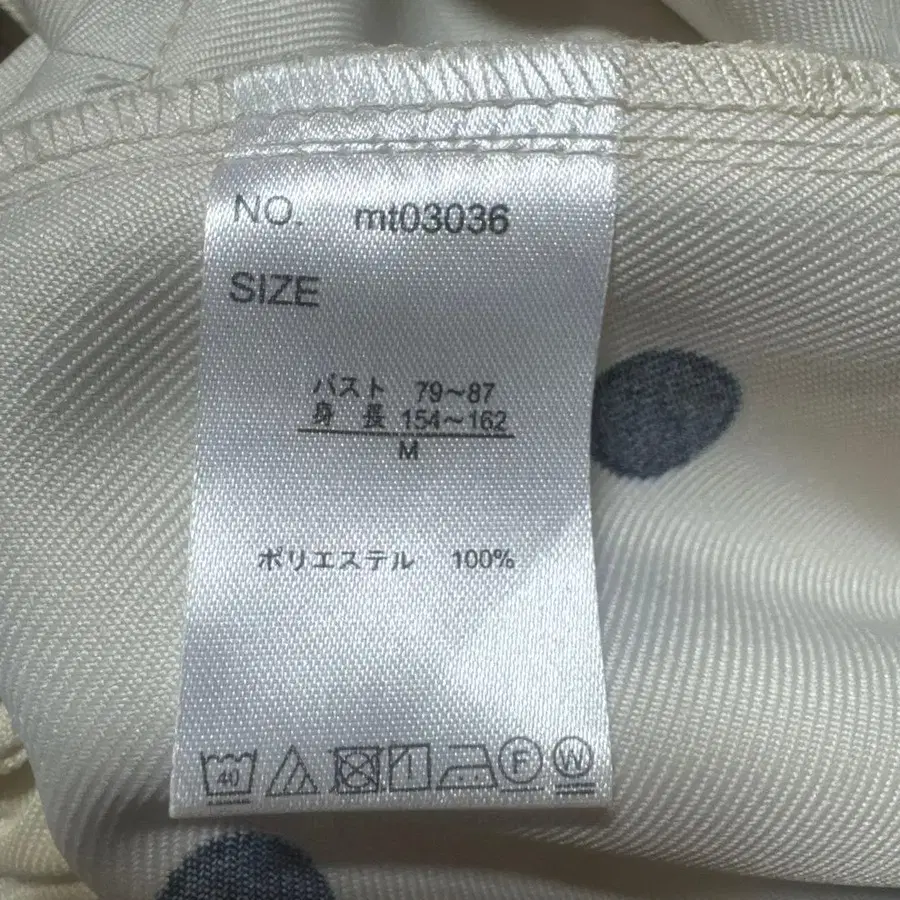 NO. mt03036
SIZE
バスト 79～87
身長 154～162
M
ポリエステル 100%
40 F W